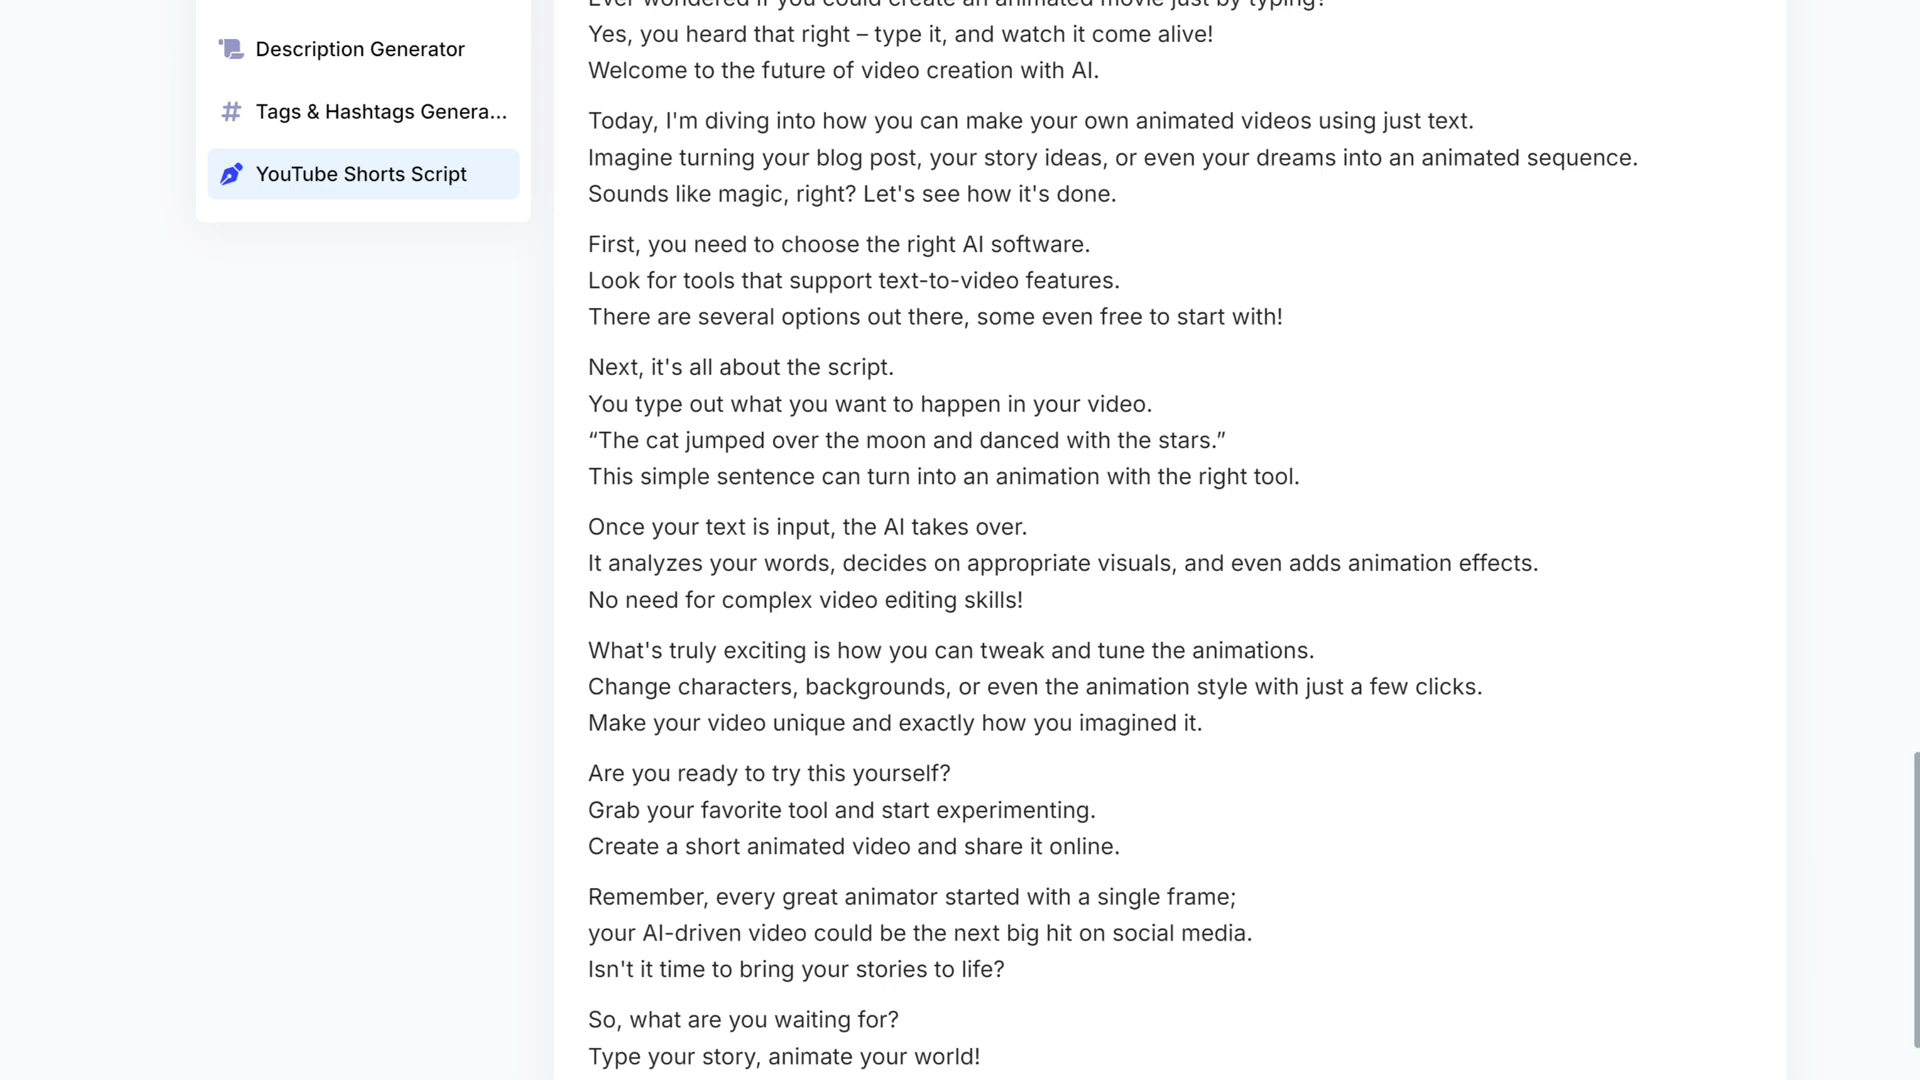 Description Generator
Tags & Hashtags Genera...
YouTube Shorts Script
Ever wondered if you could create an animated movie just by typing?
Yes, you heard that right – type it, and watch it come alive!
Welcome to the future of video creation with AI.
Today, I'm diving into how you can make your own animated videos using just text.
Imagine turning your blog post, your story ideas, or even your dreams into an animated sequence.
Sounds like magic, right? Let's see how it's done.
First, you need to choose the right AI software.
Look for tools that support text-to-video features.
There are several options out there, some even free to start with!
Next, it's all about the script.
You type out what you want to happen in your video.
“The cat jumped over the moon and danced with the stars.”
This simple sentence can turn into an animation with the right tool.
Once your text is input, the AI takes over.
It analyzes your words, decides on appropriate visuals, and even adds animation effects.
No need for complex video editing skills!
What's truly exciting is how you can tweak and tune the animations.
Change characters, backgrounds, or even the animation style with just a few clicks.
Make your video unique and exactly how you imagined it.
Are you ready to try this yourself?
Grab your favorite tool and start experimenting.
Create a short animated video and share it online.
Remember, every great animator started with a single frame;
your AI-driven video could be the next big hit on social media.
Isn't it time to bring your stories to life?
So, what are you waiting for?
Type your story, animate your world!